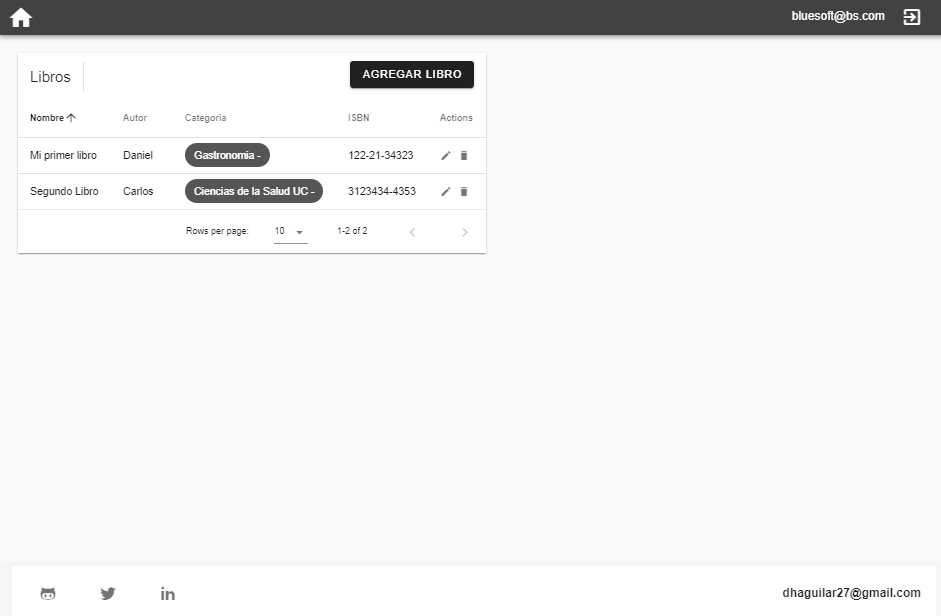 bluesoft@bs.com
Libros
AGREGAR LIBRO
Nombre Autor Categoria ISBN Actions
Mi primer libro Daniel Gastronomia - 122-21-34323
Segundo Libro Carlos Ciencias de la Salud UC - 3123434-4353
Rows per page: 10 1-2 of 2
dhaguilar27@gmail.com